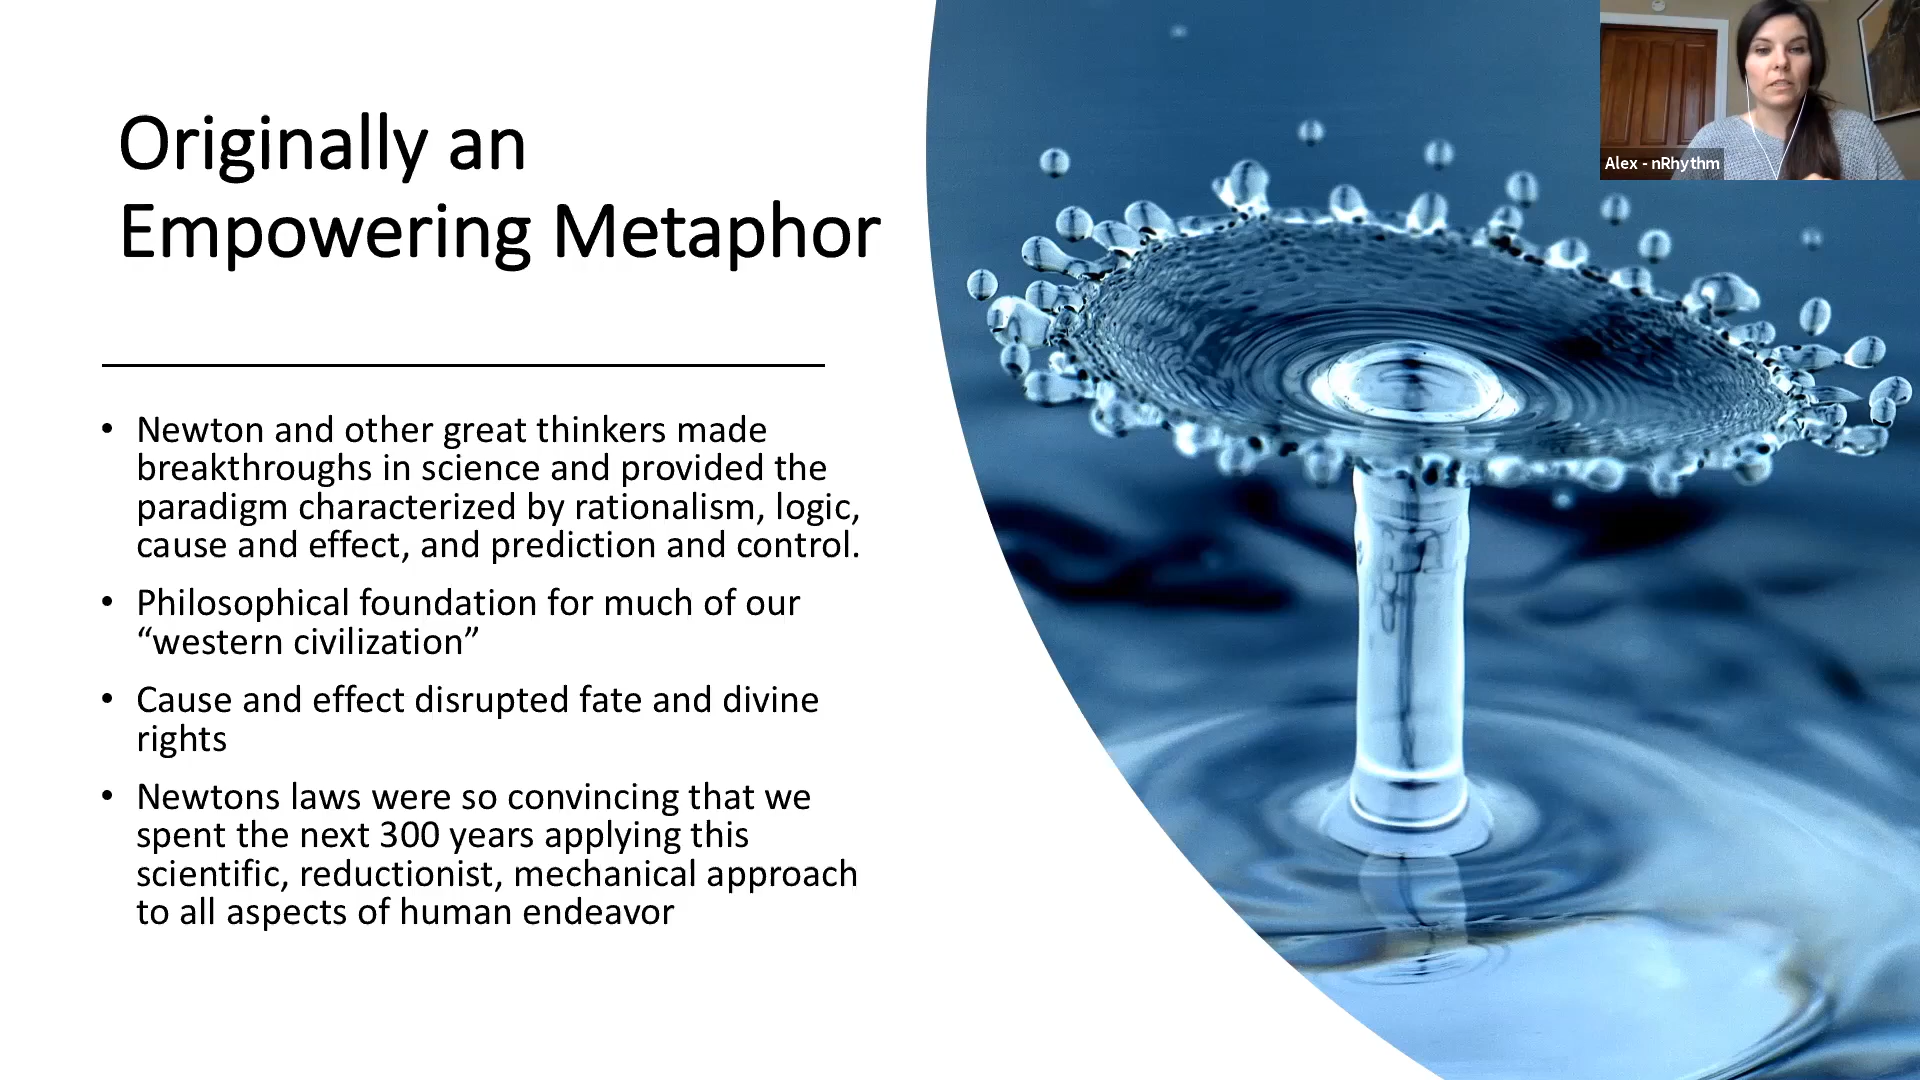 Originally an
Empowering Metaphor
• Newton and other great thinkers made
breakthroughs in science and provided the
paradigm characterized by rationalism, logic,
cause and effect, and prediction and control.
• Philosophical foundation for much of our
“western civilization”
• Cause and effect disrupted fate and divine
rights
• Newtons laws were so convincing that we
spent the next 300 years applying this
scientific, reductionist, mechanical approach
to all aspects of human endeavor
Alex - nRhythm